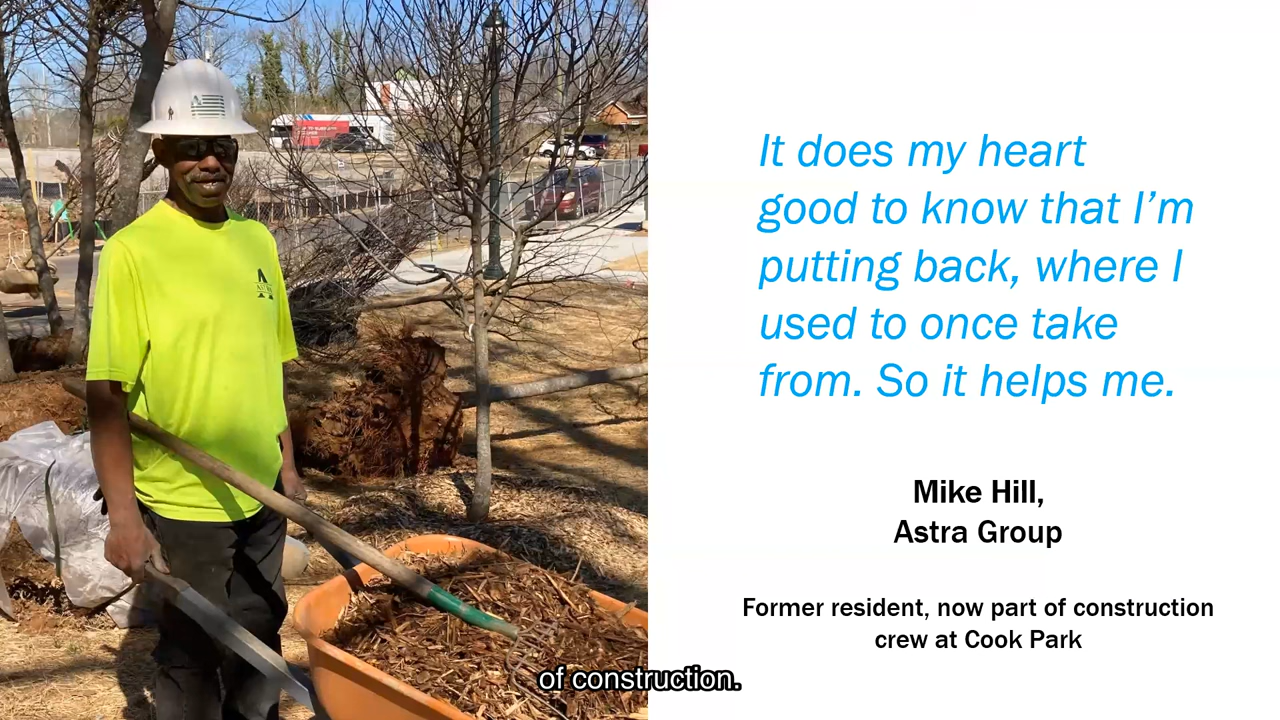 It does my heart
good to know that I’m
putting back, where I
used to once take
from. So it helps me.
Mike Hill,
Astra Group
Former resident, now part of construction
crew at Cook Park
of construction.